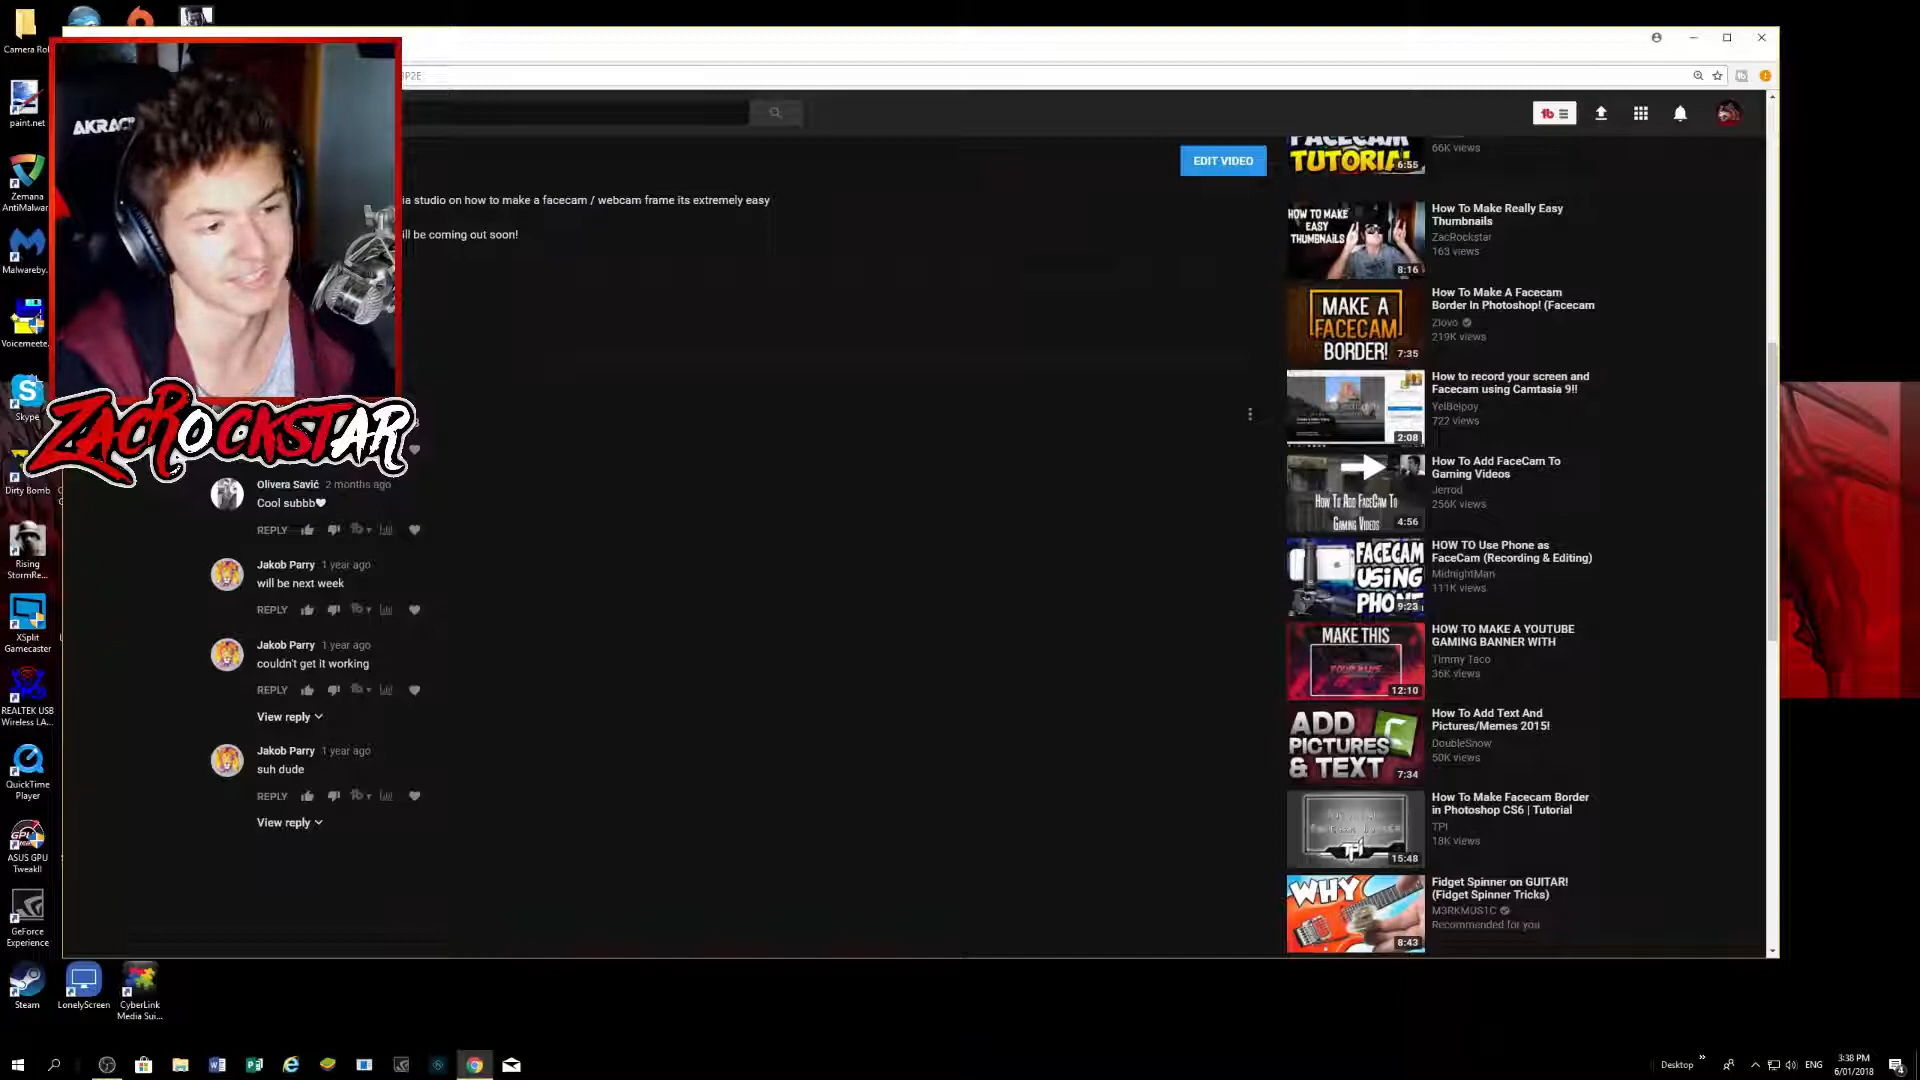 Camera Rol
paint.net
Zemana
AntiMalwar
Malwareby.
Voicemeete.
Skype
Dirty Bomb
Rising
StormRe...
XSplit
Gamecaster
REALTEK USB
Wireless LA...
QuickTime
Player
ASUS GPU
TweakII
GeForce
Experience
Steam
LonelyScreen
CyberLink
Media Sui...
AKRACI
ZACROCKSTAR
IP2E
EDIT VIDEO
ia studio on how to make a facecam / webcam frame its extremely easy
ill be coming out soon!
Olivera Savić 2 months ago
Cool subbb♥
REPLY
Jakob Parry 1 year ago
will be next week
REPLY
Jakob Parry 1 year ago
couldn't get it working
REPLY
View reply
Jakob Parry 1 year ago
suh dude
REPLY
View reply
FACECAM
TUTORIAL
6:55
66K views
HOW TO MAKE
EASY
THUMBNAILS
8:16
How To Make Really Easy
Thumbnails
ZacRockstar
163 views
MAKE A
FACECAM
BORDER!
7:35
How To Make A Facecam
Border In Photoshop! (Facecam
Zlovo
219K views
2:08
How to record your screen and
Facecam using Camtasia 9!!
YelBeipoy
722 views
HOW TO ADD FACECAM TO
GAMING VIDEOS
4:56
How To Add FaceCam To
Gaming Videos
Jerrod
256K views
FACECAM
USING
PHONE
9:23
HOW TO Use Phone as
FaceCam (Recording & Editing)
MidnightMan
111K views
MAKE THIS
12:10
HOW TO MAKE A YOUTUBE
GAMING BANNER WITH
Timmy Taco
36K views
ADD
PICTURES
& TEXT
7:34
How To Add Text And
Pictures/Memes 2015!
DoubleSnow
50K views
TPI
15:48
How To Make Facecam Border
in Photoshop CS6 | Tutorial
TPI
18K views
WHY
8:43
Fidget Spinner on GUITAR!
(Fidget Spinner Tricks)
M3RKMUS1C
Recommended for you
Desktop
ENG
3:38 PM
6/01/2018